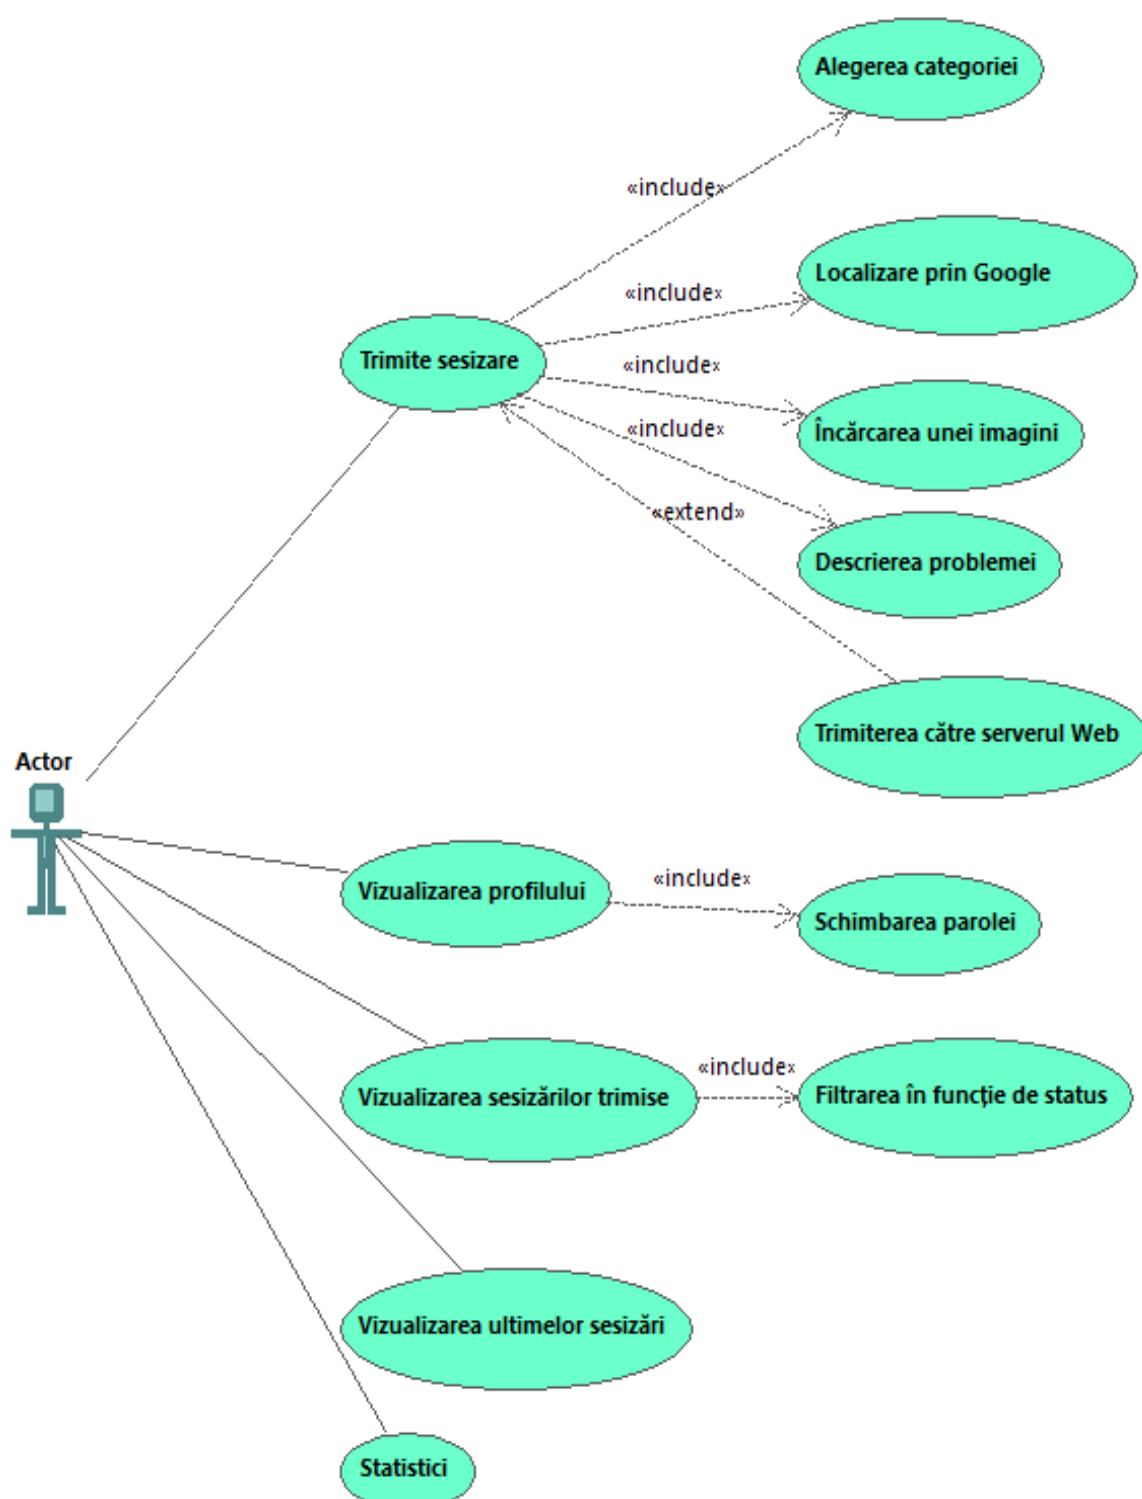 Alegerea categoriei
«include»
Localizare prin Google
«include»
Trimite sesizare
«include»
Încărcarea unei imagini
«include»
«extend»
Descrierea problemei
Trimiterea către serverul Web
Actor
Vizualizarea profilului
«include»
Schimbarea parolei
Vizualizarea sesizărilor trimise
«include»
Filtrarea în funcție de status
Vizualizarea ultimelor sesizări
Statistici